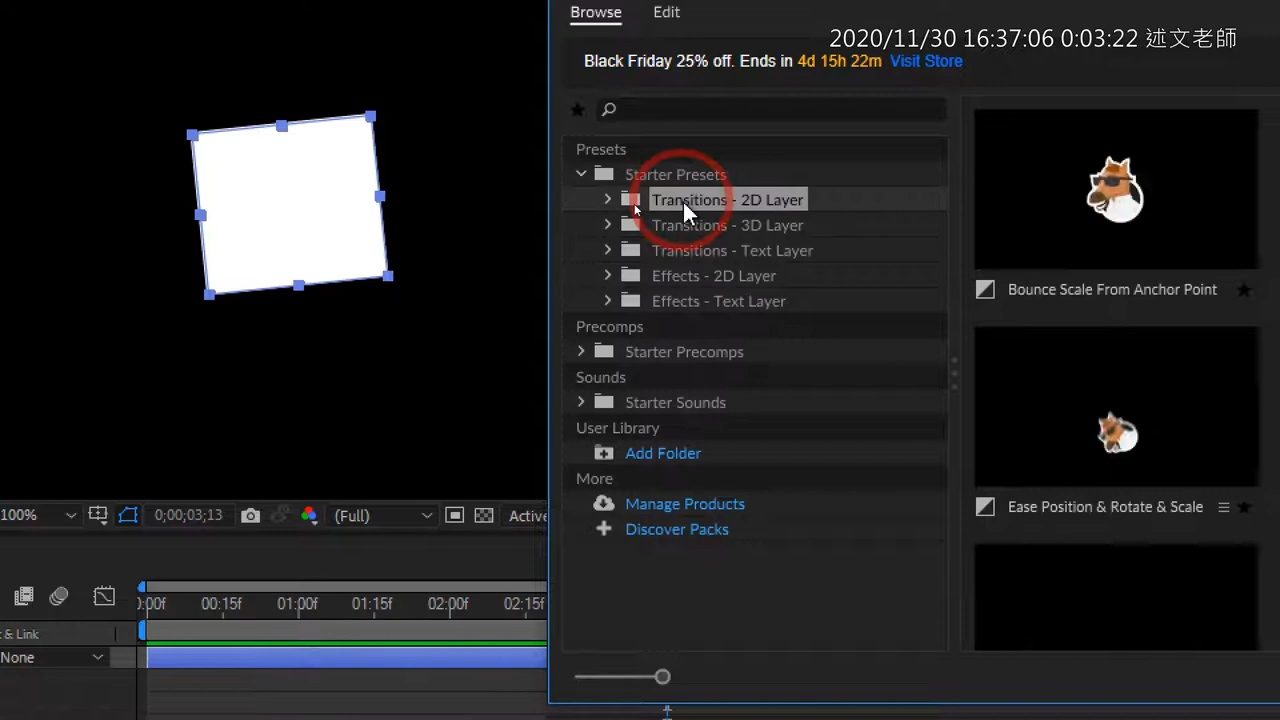 Browse Edit
2020/11/30 16:37:06 0:03:22 述文老師
Black Friday 25% off. Ends in 4d 15h 22m Visit Store
Presets
Starter Presets
Transitions - 2D Layer
Transitions - 3D Layer
Transitions - Text Layer
Effects - 2D Layer
Effects - Text Layer
Precomps
Starter Precomps
Sounds
Starter Sounds
User Library
Add Folder
More
Manage Products
Discover Packs
Bounce Scale From Anchor Point
Ease Position & Rotate & Scale
100% 0;00;03;13 (Full) Active
:00f 00:15f 01:00f 01:15f 02:00f 02:15f
t & Link
None